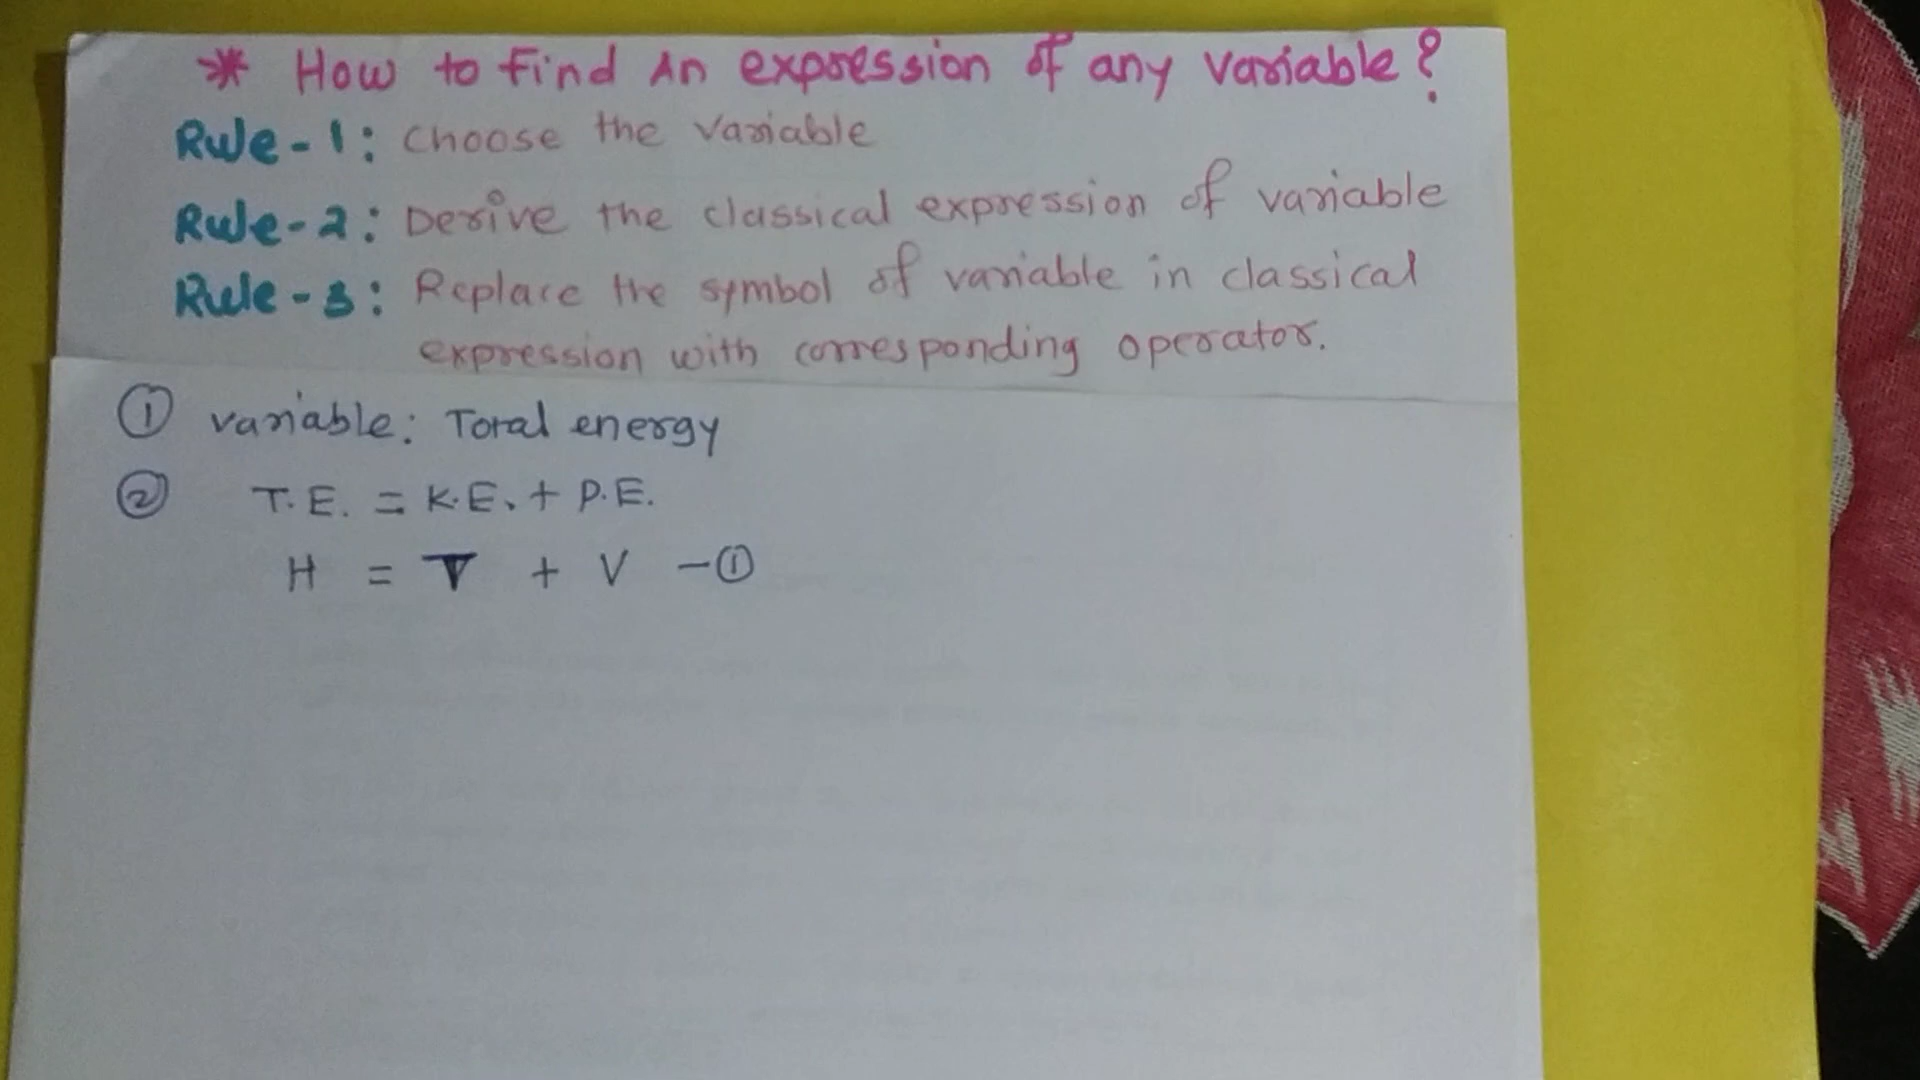 * How to Find An expression of any variable?
Rule-1: Choose the variable
Rule-2: Derive the classical expression of variable
Rule-3: Replace the symbol of variable in classical
expression with corresponding operator.
① variable: Total energy
② T.E. = K.E. + P.E.
H = T + V -①